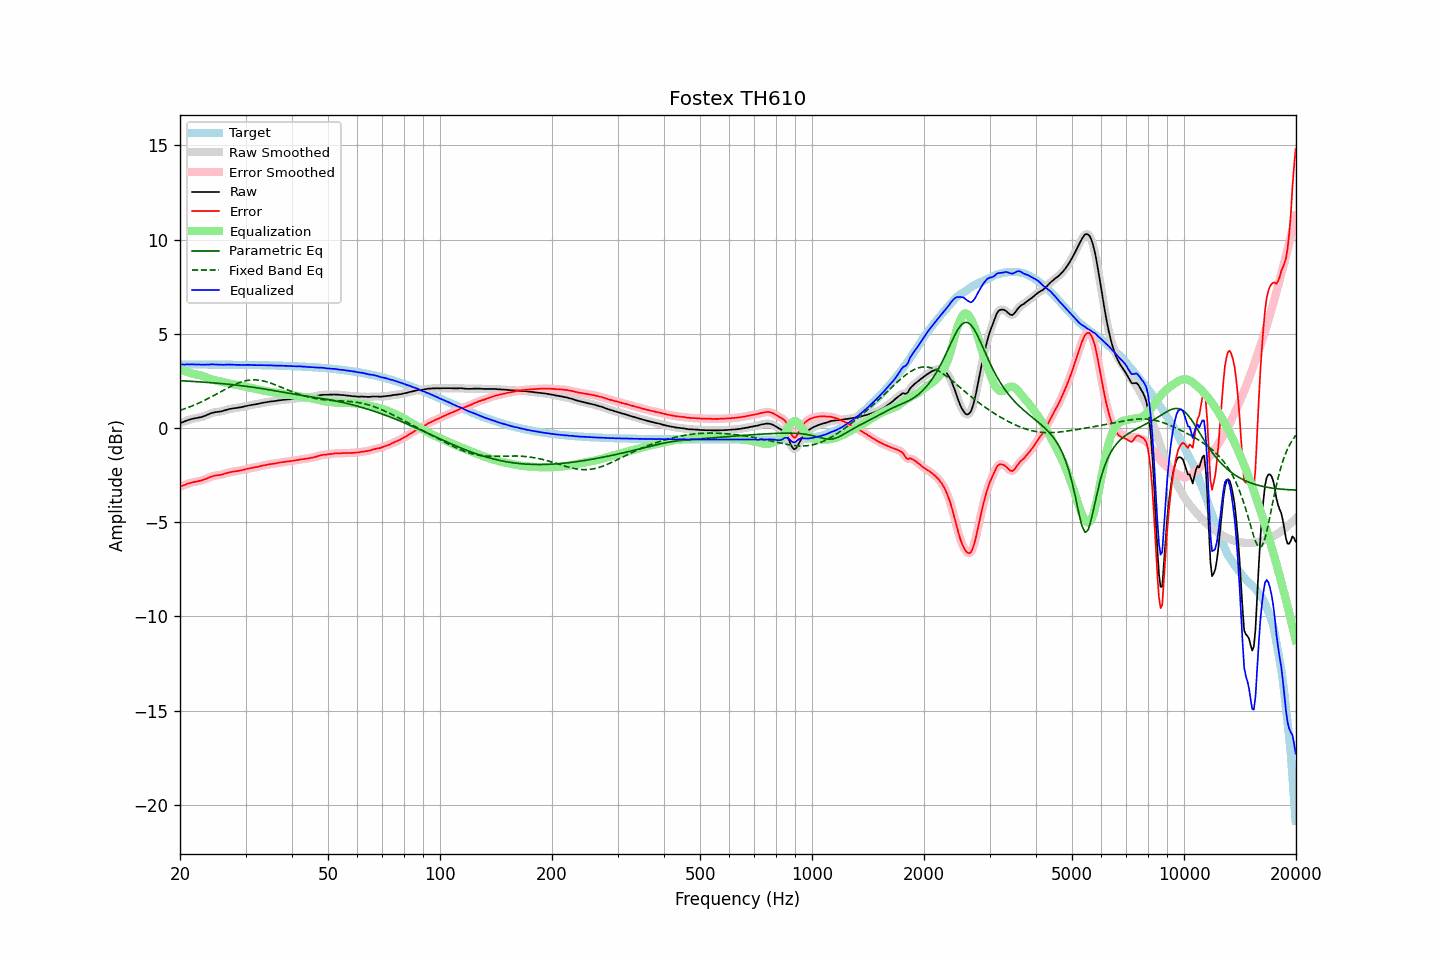 Fostex TH610
Target
Raw Smoothed
Error Smoothed
Raw
Error
Equalization
Parametric Eq
Fixed Band Eq
Equalized
15
10
5
0
−5
−10
−15
−20
Amplitude (dBr)
20
50
100
200
500
1000
2000
5000
10000
20000
Frequency (Hz)